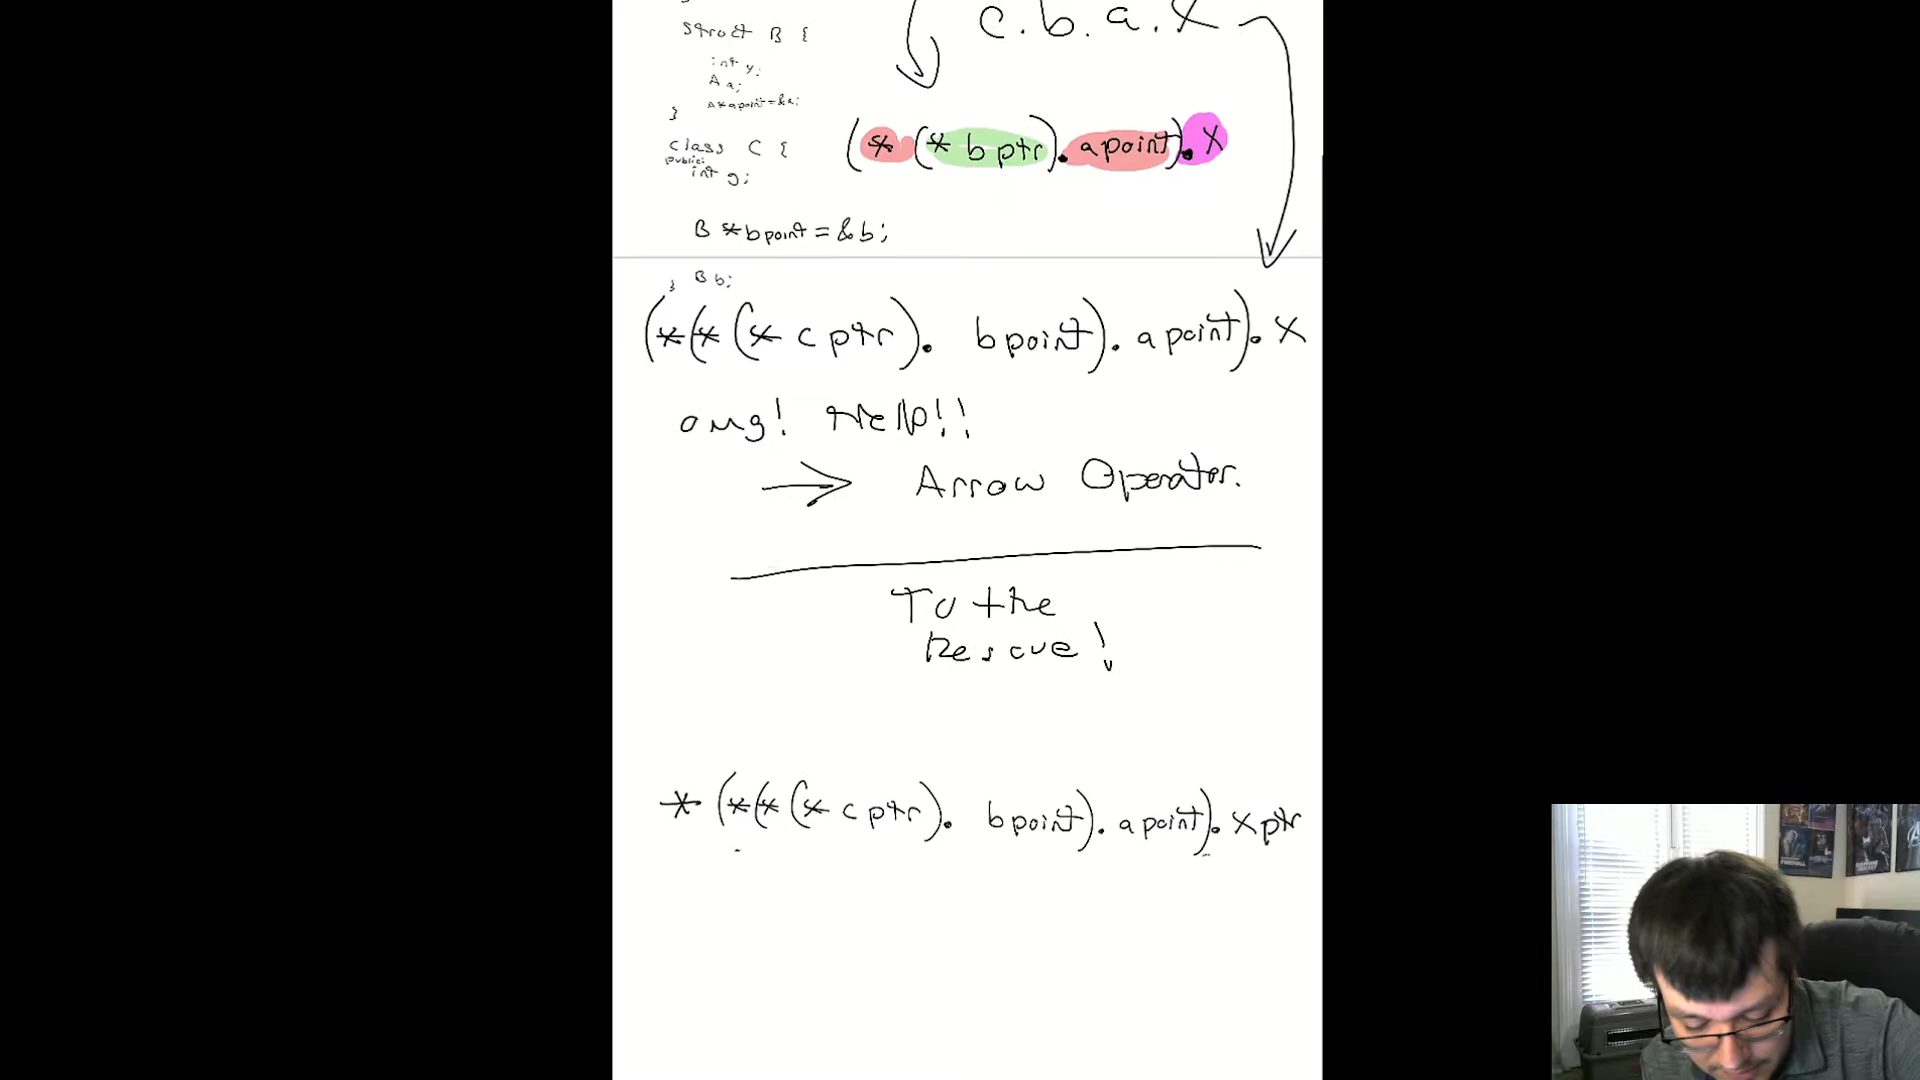 c.b.a.x
struct B {
int y;
A a;
A*apoint=&a;
}
class C {
public:
int g;
(*(*bptr).apoint).x
B *bpoint=&b;
B b;
}
(*(*(*cptr).bpoint).apoint).x
omg! Help!!
→ Arrow Operator.
To the
Rescue!
*(*(*(*cptr).bpoint).apoint).xptr